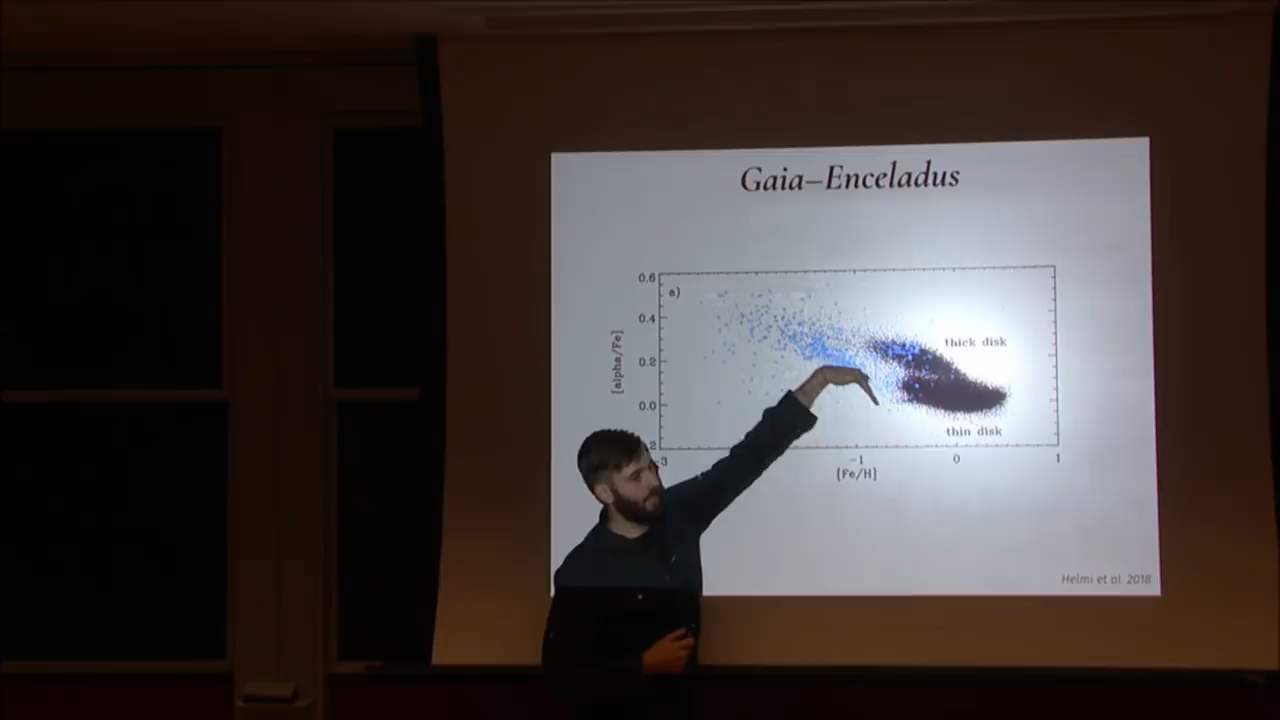 Gaia–Enceladus
0.6
a)
0.4
thick disk
[alpha/Fe]
0.2
0.0
thin disk
2
-3
-1
0
1
[Fe/H]
Helmi et al. 2018